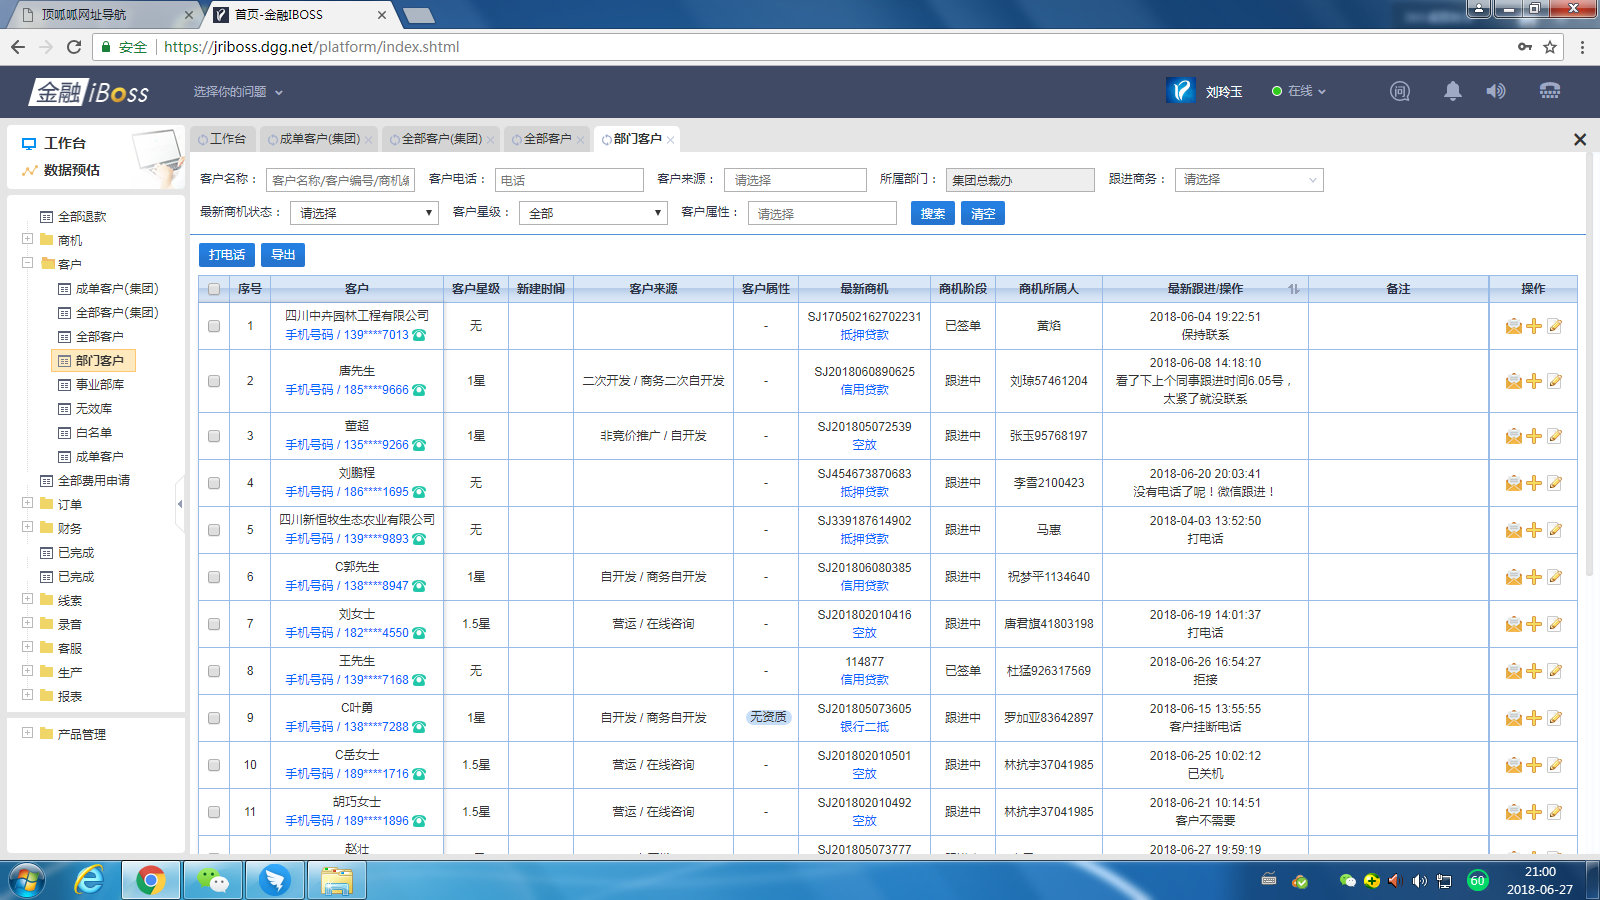 顶呱呱网址导航
首页-金融IBOSS
安全
https://jriboss.dgg.net/platform/index.shtml
金融iBoss
选择你的问题
刘玲玉
在线
问
工作台
数据预估
全部退款
商机
客户
成单客户(集团)
全部客户(集团)
全部客户
部门客户
事业部库
无效库
白名单
成单客户
全部费用申请
订单
财务
已完成
已完成
线索
录音
客服
生产
报表
产品管理
工作台
成单客户(集团)
全部客户(集团)
全部客户
部门客户
客户名称： 客户名称/客户编号/商机编
客户电话： 电话
客户来源： 请选择
所属部门： 集团总裁办
跟进商务： 请选择
最新商机状态： 请选择
客户星级： 全部
客户属性： 请选择
搜索 清空
打电话 导出
序号 客户 客户星级 新建时间 客户来源 客户属性 最新商机 商机阶段 商机所属人 最新跟进/操作 备注 操作
1 四川中卉园林工程有限公司 无 - SJ170502162702231 已签单 黄焰 2018-06-04 19:22:51
手机号码 / 139****7013 抵押贷款 保持联系
2 唐先生 1星 二次开发 / 商务二次自开发 - SJ2018060890625 跟进中 刘琼57461204 2018-06-08 14:18:10
手机号码 / 185****9666 信用贷款 看了下上个同事跟进时间6.05号，
太紧了就没联系
3 董超 1星 非竞价推广 / 自开发 - SJ201805072539 跟进中 张玉95768197
手机号码 / 135****9266 空放
4 刘鹏程 无 - SJ454673870683 跟进中 李雪2100423 2018-06-20 20:03:41
手机号码 / 186****1695 抵押贷款 没有电话了呢！微信跟进！
5 四川新恒牧生态农业有限公司 无 - SJ339187614902 跟进中 马惠 2018-04-03 13:52:50
手机号码 / 139****9893 抵押贷款 打电话
6 C郭先生 1星 自开发 / 商务自开发 - SJ201806080385 跟进中 祝梦平1134640
手机号码 / 138****8947 信用贷款
7 刘女士 1.5星 营运 / 在线咨询 - SJ201802010416 跟进中 唐君旗41803198 2018-06-19 14:01:37
手机号码 / 182****4550 空放 打电话
8 王先生 无 - 114877 已签单 杜猛926317569 2018-06-26 16:54:27
手机号码 / 139****7168 信用贷款 拒接
9 C叶勇 1星 自开发 / 商务自开发 无资质 SJ201805073605 跟进中 罗加亚83642897 2018-06-15 13:55:55
手机号码 / 138****7288 银行二抵 客户挂断电话
10 C岳女士 1.5星 营运 / 在线咨询 - SJ201802010501 跟进中 林抗宇37041985 2018-06-25 10:02:12
手机号码 / 189****1716 空放 已关机
11 胡巧女士 1.5星 营运 / 在线咨询 - SJ201802010492 跟进中 林抗宇37041985 2018-06-21 10:14:51
手机号码 / 189****1896 空放 客户不需要
赵壮 SJ201805073777 2018-06-27 19:59:19
60
21:00
2018-06-27